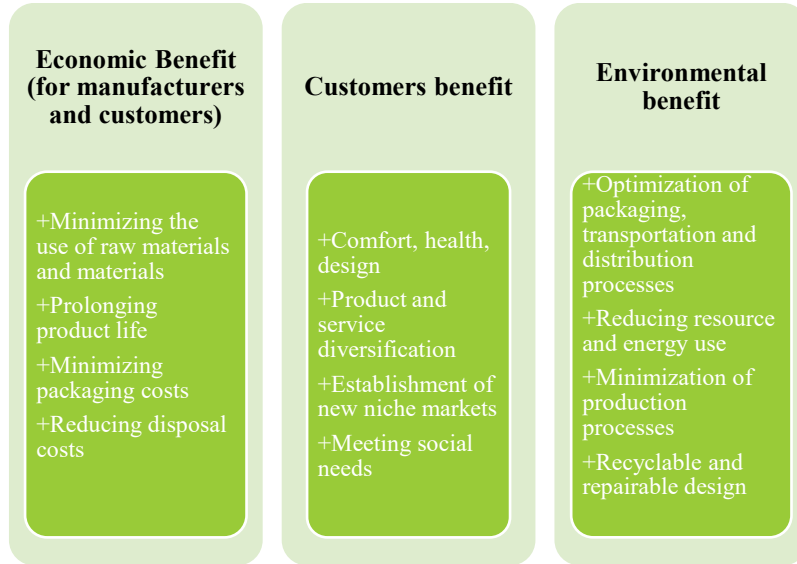 Economic Benefit
(for manufacturers
and customers)
+Minimizing the
use of raw materials
and materials
+Prolonging
product life
+Minimizing
packaging costs
+Reducing disposal
costs
Customers benefit
+Comfort, health,
design
+Product and
service
diversification
+Establishment of
new niche markets
+Meeting social
needs
Environmental
benefit
+Optimization of
packaging,
transportation and
distribution
processes
+Reducing resource
and energy use
+Minimization of
production
processes
+Recyclable and
repairable design